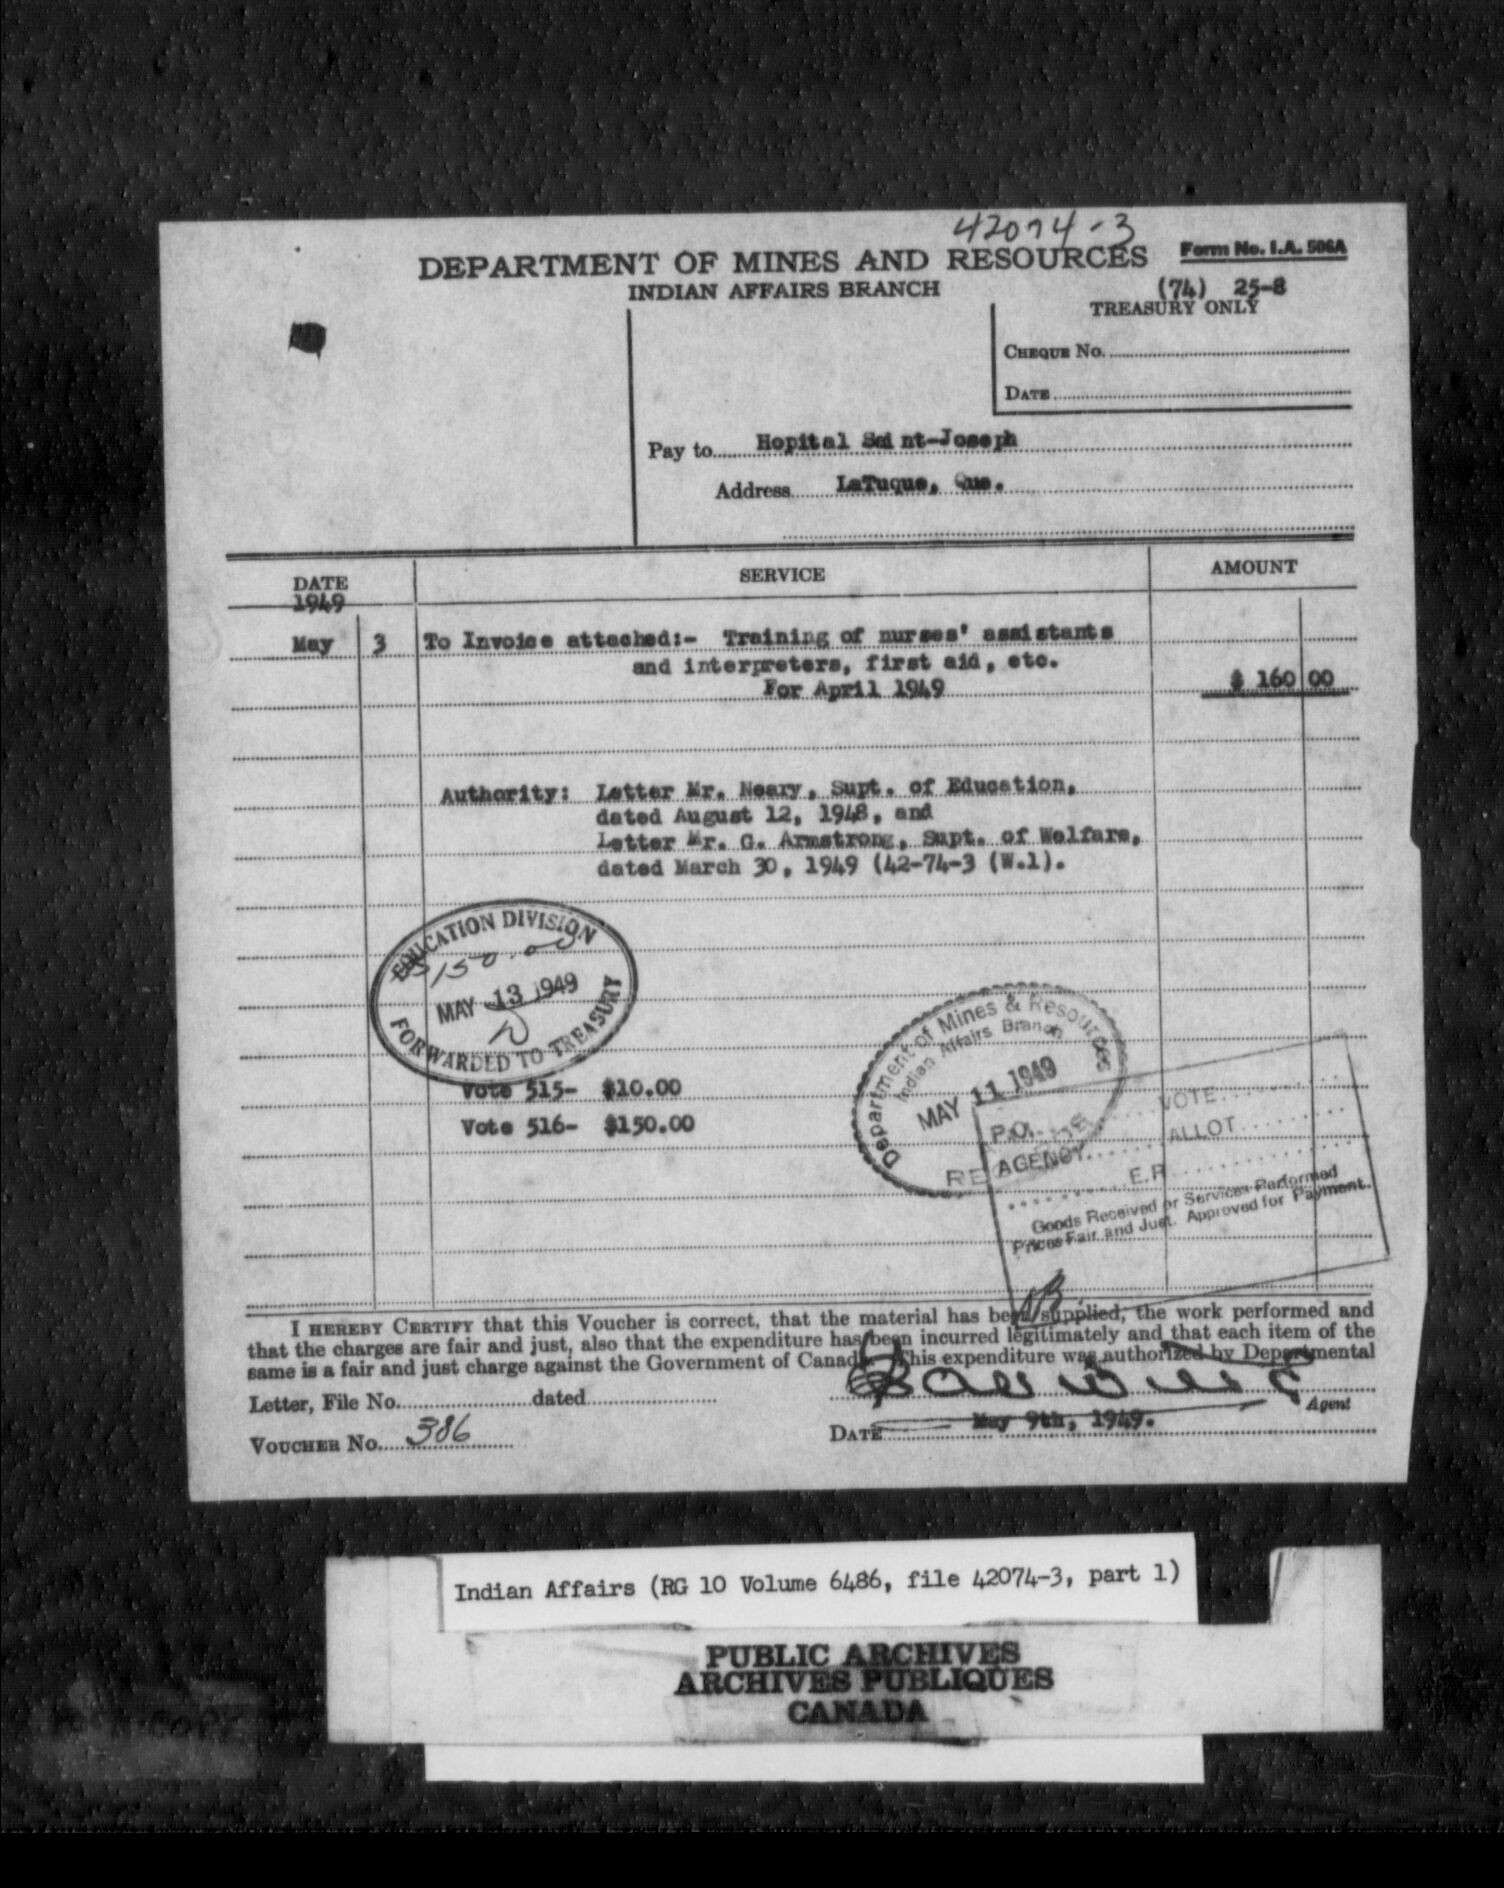 42074-3
DEPARTMENT OF MINES AND RESOURCES
Form No. I.A. 506A
INDIAN AFFAIRS BRANCH
(74) 25-8
TREASURY ONLY
CHEQUE No.
DATE
Pay to Hopital Saint-Joseph
Address LaTuque, Que.
DATE SERVICE AMOUNT
1949
May 3 To Invoice attached:- Training of nurses' assistants
and interpreters, first aid, etc.
For April 1949 $ 160 00
Authority: Letter Mr. Neary, Supt. of Education,
dated August 12, 1948, and
Letter Mr. G. Armstrong, Supt. of Welfare,
dated March 30, 1949 (42-74-3 (W.1).
EDUCATION DIVISION
$150.00
MAY 13 1949
FORWARDED TO TREASURY
Department of Mines & Resources
Indian Affairs Branch
MAY 11 1949
Vote 515- $10.00
Vote 516- $150.00
P.O. VOTE
AGENCY ALLOT
E.R.
Goods Received or Services Performed
Prices Fair and Just. Approved for Payment.
I HEREBY CERTIFY that this Voucher is correct, that the material has been supplied, the work performed and
that the charges are fair and just, also that the expenditure has been incurred legitimately and that each item of the
same is a fair and just charge against the Government of Canada. This expenditure was authorized by Departmental
Letter, File No. dated
Agent
VOUCHER No. 386
DATE May 9th, 1949.
Indian Affairs (RG 10 Volume 6486, file 42074-3, part 1)
PUBLIC ARCHIVES
ARCHIVES PUBLIQUES
CANADA